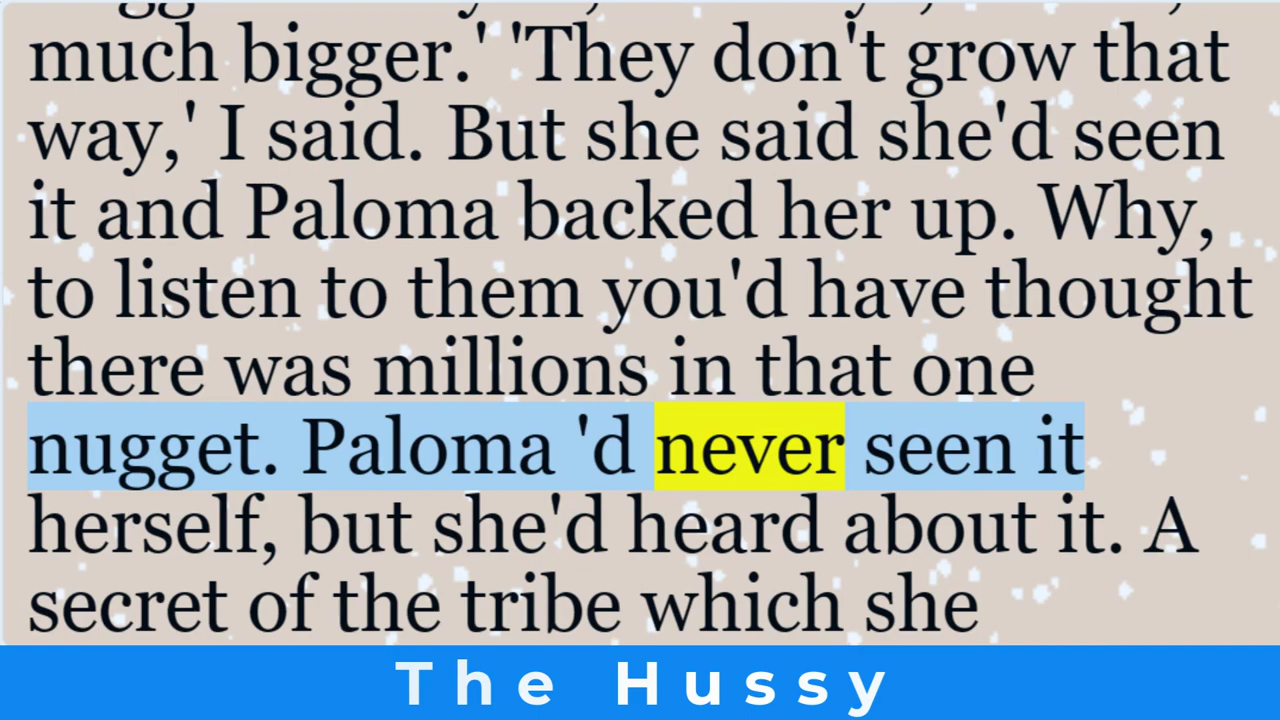 much bigger.' 'They don't grow that
way,' I said. But she said she'd seen
it and Paloma backed her up. Why,
to listen to them you'd have thought
there was millions in that one
nugget. Paloma 'd never seen it
herself, but she'd heard about it. A
secret of the tribe which she
The Hussy